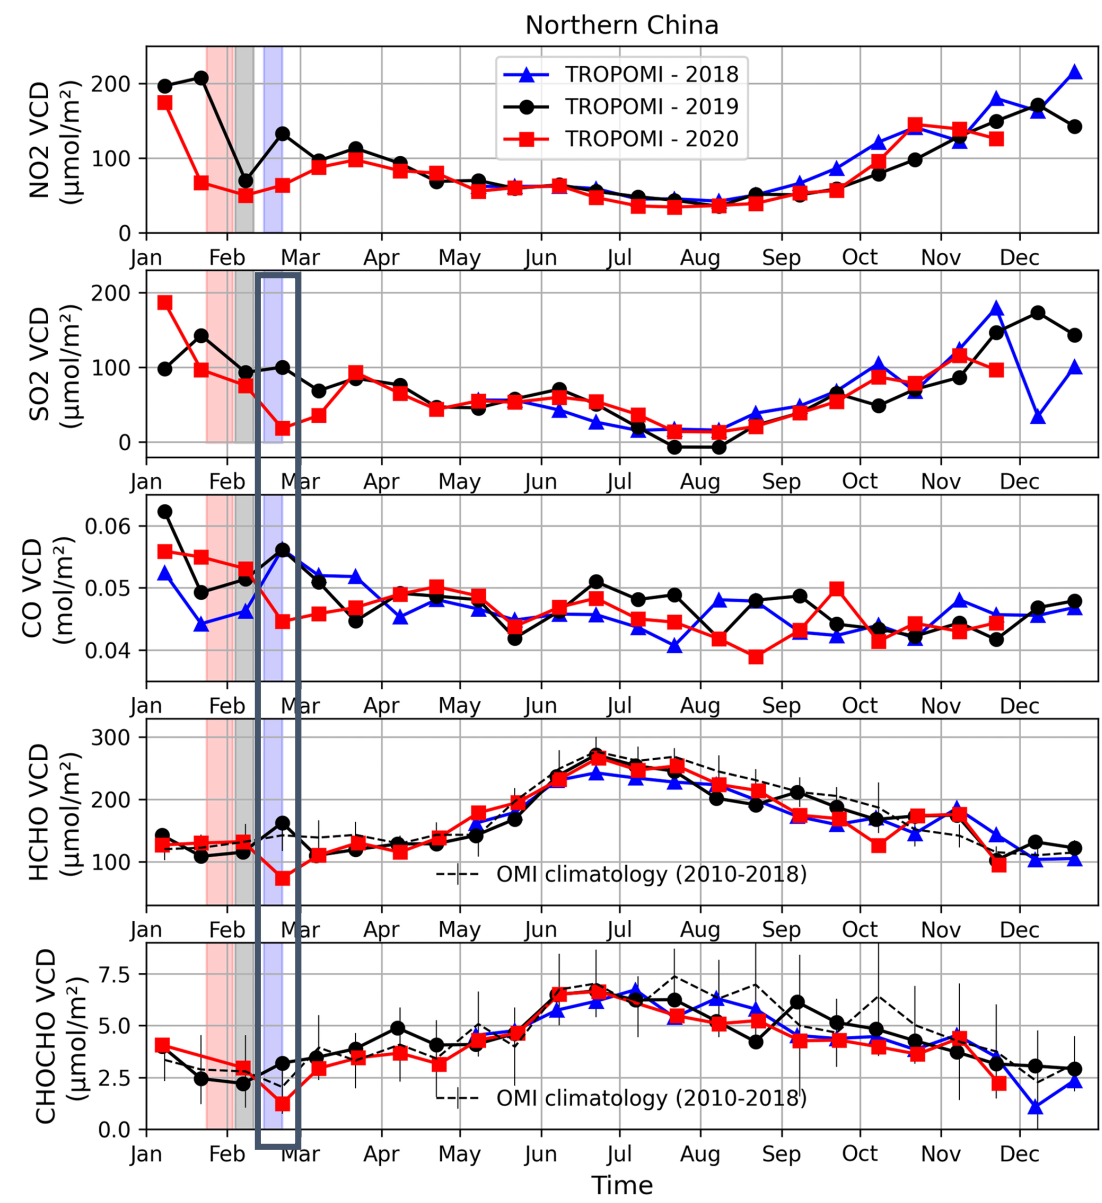 Northern China
NO2 VCD
(µmol/m²)
200
100
0
TROPOMI - 2018
TROPOMI - 2019
TROPOMI - 2020
Jan Feb Mar Apr May Jun Jul Aug Sep Oct Nov Dec
SO2 VCD
(µmol/m²)
200
100
0
Jan Feb Mar Apr May Jun Jul Aug Sep Oct Nov Dec
CO VCD
(mol/m²)
0.06
0.05
0.04
Jan Feb Mar Apr May Jun Jul Aug Sep Oct Nov Dec
HCHO VCD
(µmol/m²)
300
200
100
OMI climatology (2010-2018)
Jan Feb Mar Apr May Jun Jul Aug Sep Oct Nov Dec
CHOCHO VCD
(µmol/m²)
7.5
5.0
2.5
0.0
OMI climatology (2010-2018)
Jan Feb Mar Apr May Jun Jul Aug Sep Oct Nov Dec
Time